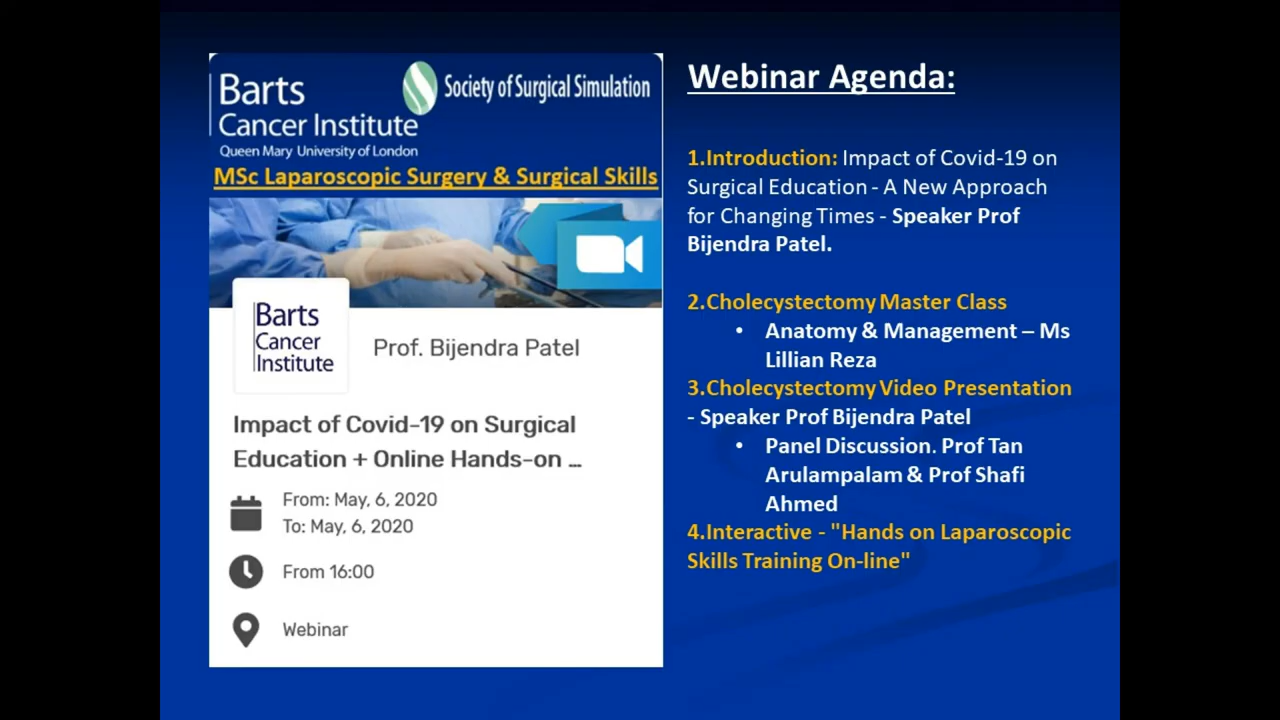 Barts
Cancer Institute
Queen Mary University of London
Society of Surgical Simulation
MSc Laparoscopic Surgery & Surgical Skills
Barts
Cancer
Institute
Prof. Bijendra Patel
Impact of Covid-19 on Surgical
Education + Online Hands-on ...
From: May, 6, 2020
To: May, 6, 2020
From 16:00
Webinar
Webinar Agenda:
1.Introduction: Impact of Covid-19 on
Surgical Education - A New Approach
for Changing Times - Speaker Prof
Bijendra Patel.
2.Cholecystectomy Master Class
• Anatomy & Management – Ms
Lillian Reza
3.Cholecystectomy Video Presentation
- Speaker Prof Bijendra Patel
• Panel Discussion. Prof Tan
Arulampalam & Prof Shafi
Ahmed
4.Interactive - "Hands on Laparoscopic
Skills Training On-line"